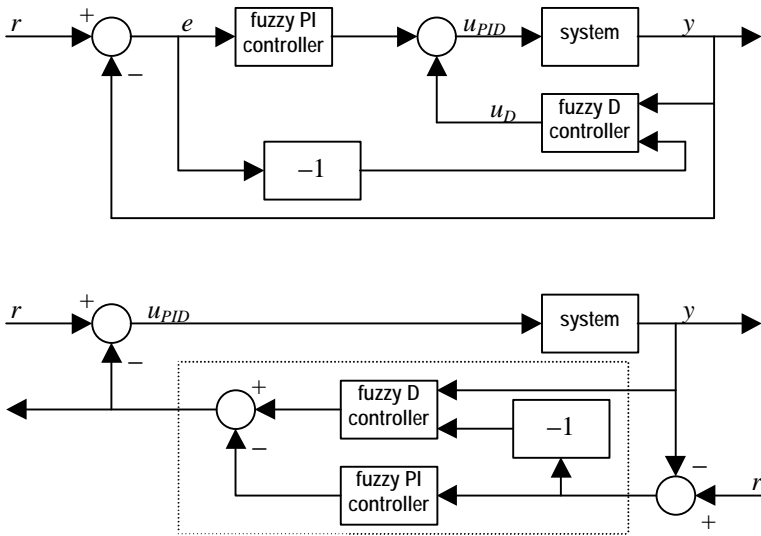 r + e fuzzy PI controller u_PID system y
−
u_D fuzzy D controller
−1
r + u_PID system y
−
+ fuzzy D controller
−1
− fuzzy PI controller
− r
+